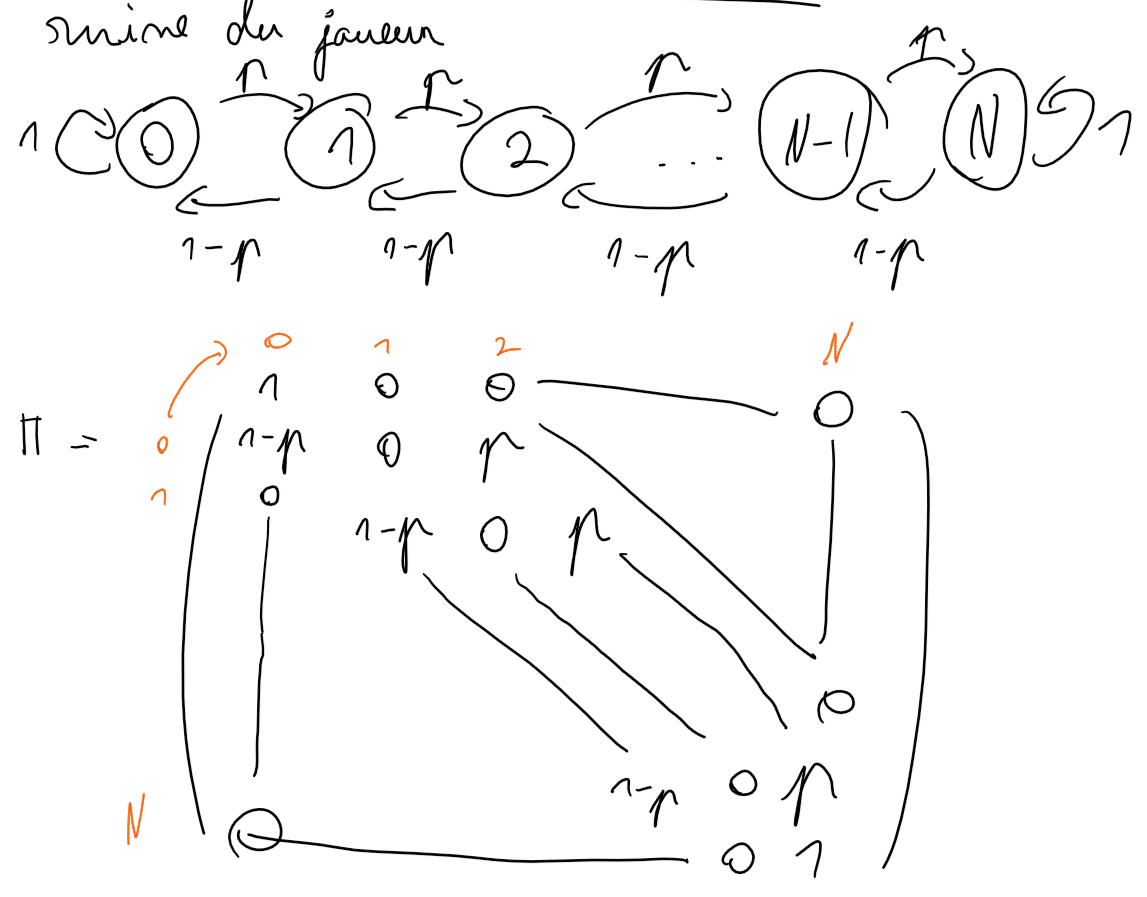 ruine du joueur
p p p p
1 0 1 2 ... N-1 N 1
1-p 1-p 1-p 1-p
0 1 2 N
1 0 0 0
Π = 0 1-p 0 p
1 0
1-p 0 p
0
1-p 0 p
N 0 0 1